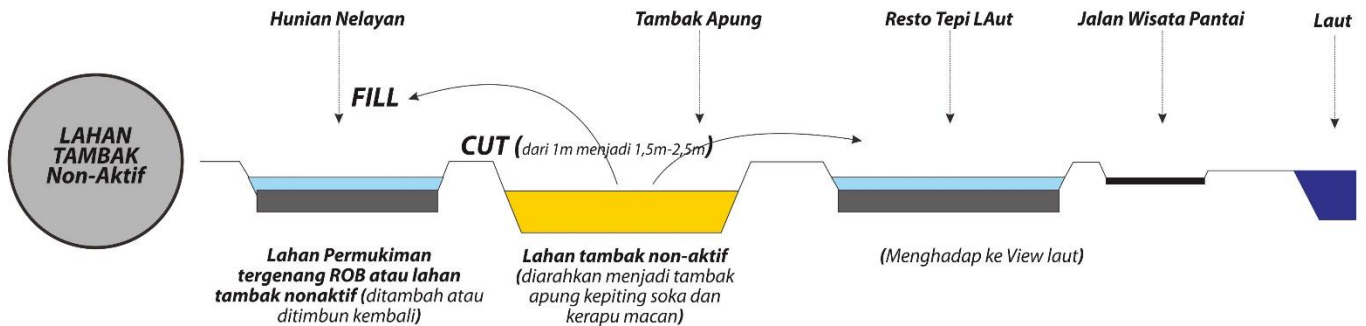 Hunian Nelayan
Tambak Apung
Resto Tepi LAut
Jalan Wisata Pantai
Laut
LAHAN
TAMBAK
Non-Aktif
FILL
CUT (dari 1m menjadi 1,5m-2,5m)
Lahan Permukiman
tergenang ROB atau lahan
tambak nonaktif (ditambah atau
ditimbun kembali)
Lahan tambak non-aktif
(diarahkan menjadi tambak
apung kepiting soka dan
kerapu macan)
(Menghadap ke View laut)